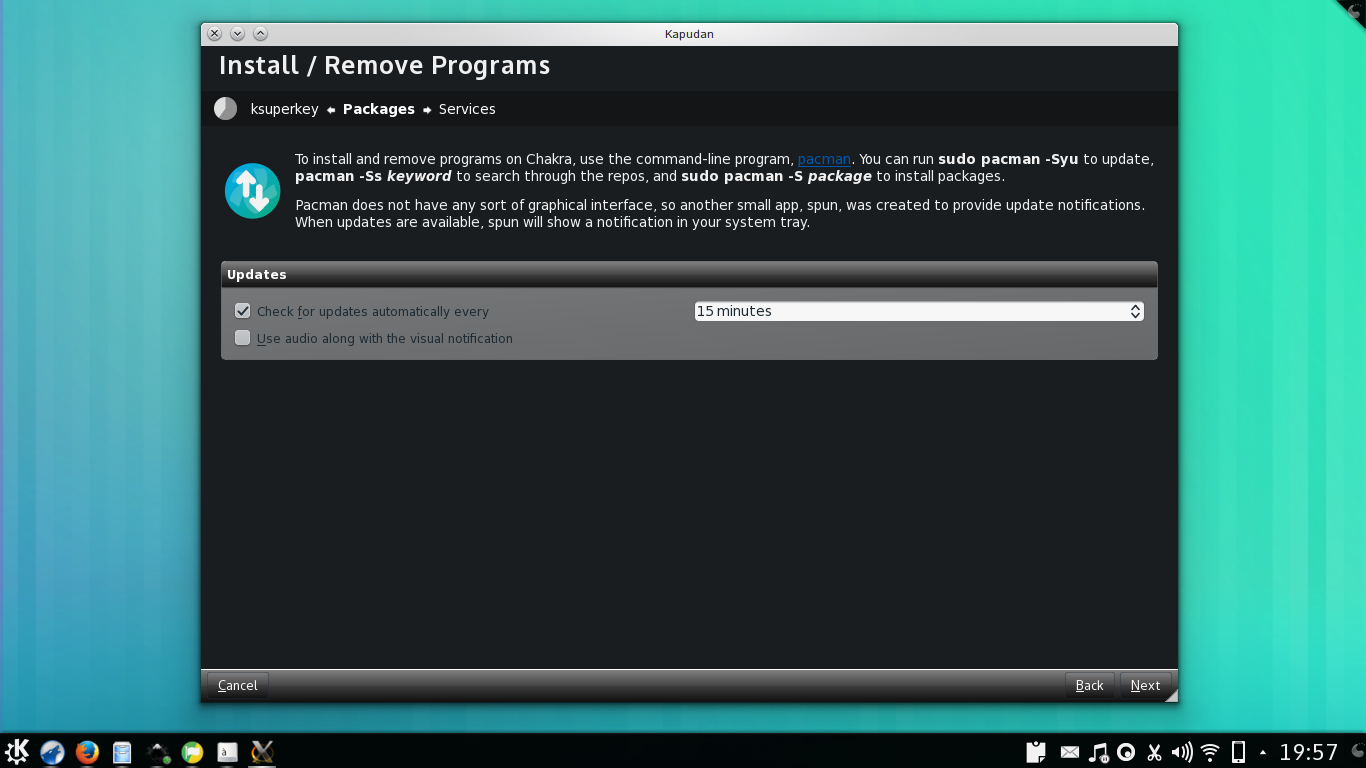 Kapudan
Install / Remove Programs
ksuperkey Packages Services
To install and remove programs on Chakra, use the command-line program, pacman. You can run sudo pacman -Syu to update,
pacman -Ss keyword to search through the repos, and sudo pacman -S package to install packages.
Pacman does not have any sort of graphical interface, so another small app, spun, was created to provide update notifications.
When updates are available, spun will show a notification in your system tray.
Updates
Check for updates automatically every 15 minutes
Use audio along with the visual notification
Cancel Back Next
à 19:57